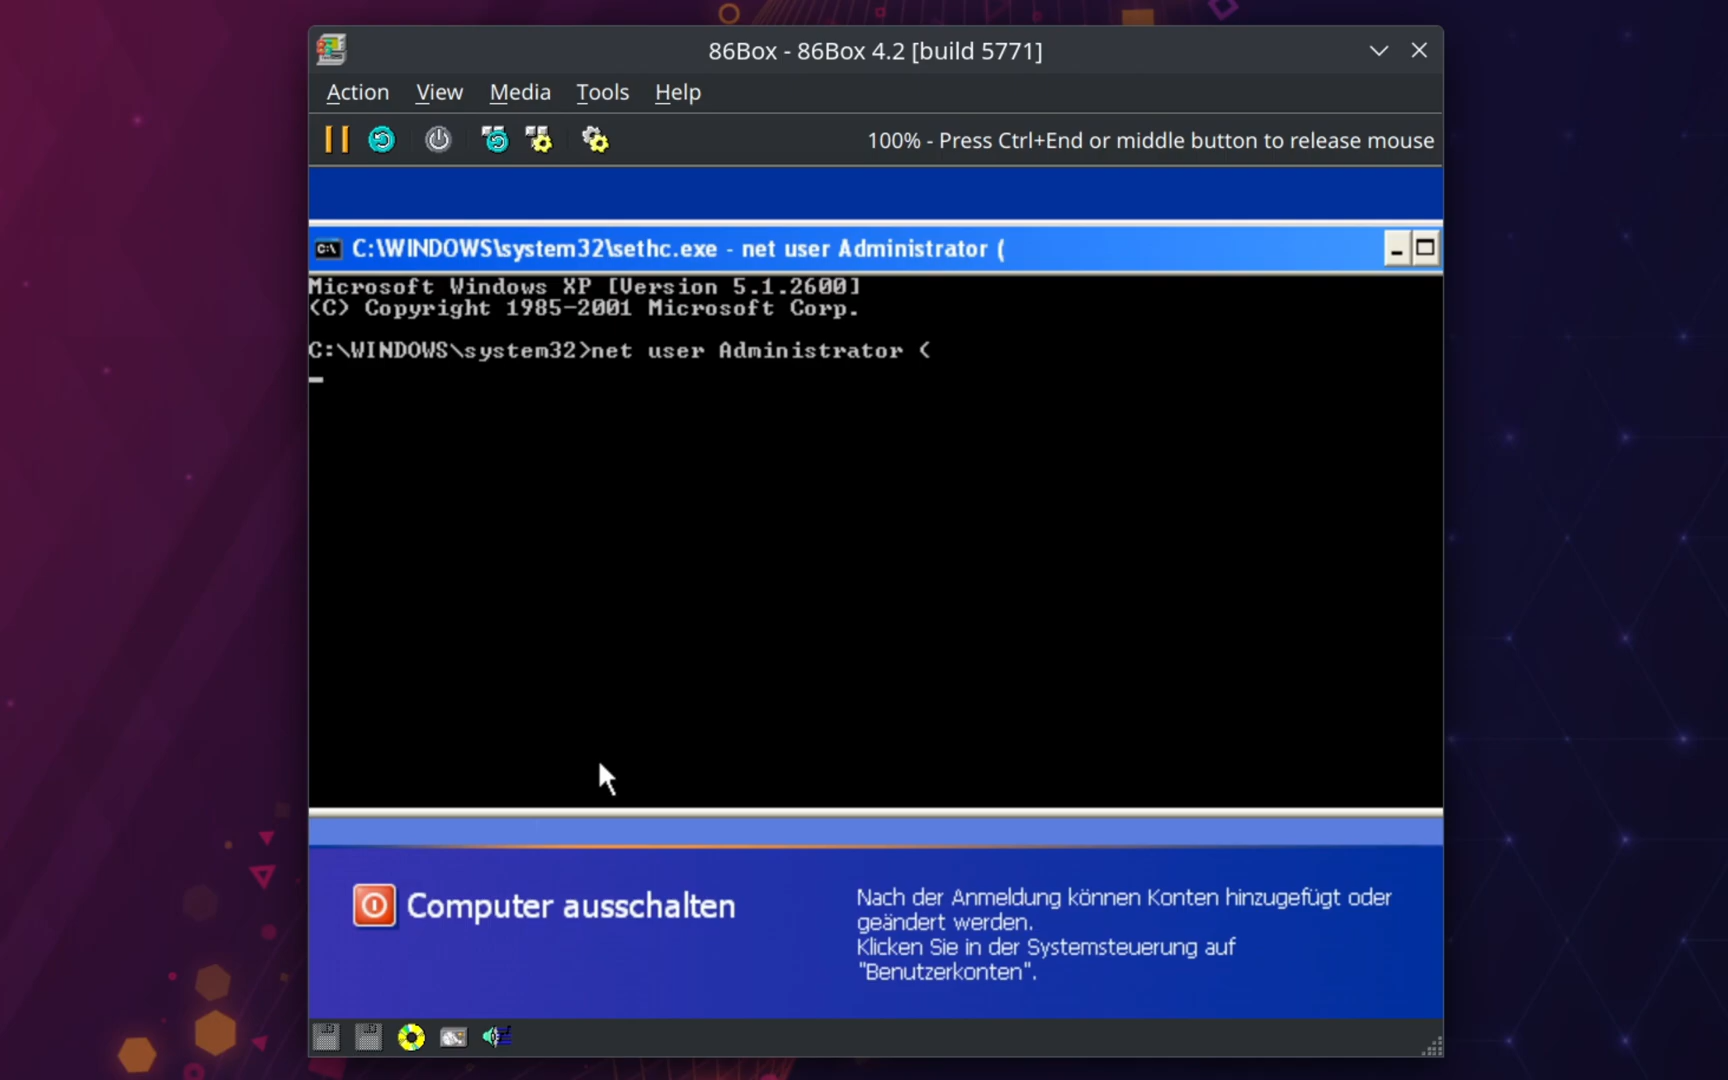 86Box - 86Box 4.2 [build 5771]
Action View Media Tools Help
100% - Press Ctrl+End or middle button to release mouse
C:\WINDOWS\system32\sethc.exe - net user Administrator (
Microsoft Windows XP [Version 5.1.2600]
(C) Copyright 1985-2001 Microsoft Corp.
C:\WINDOWS\system32>net user Administrator (
Computer ausschalten
Nach der Anmeldung können Konten hinzugefügt oder
geändert werden.
Klicken Sie in der Systemsteuerung auf
"Benutzerkonten".